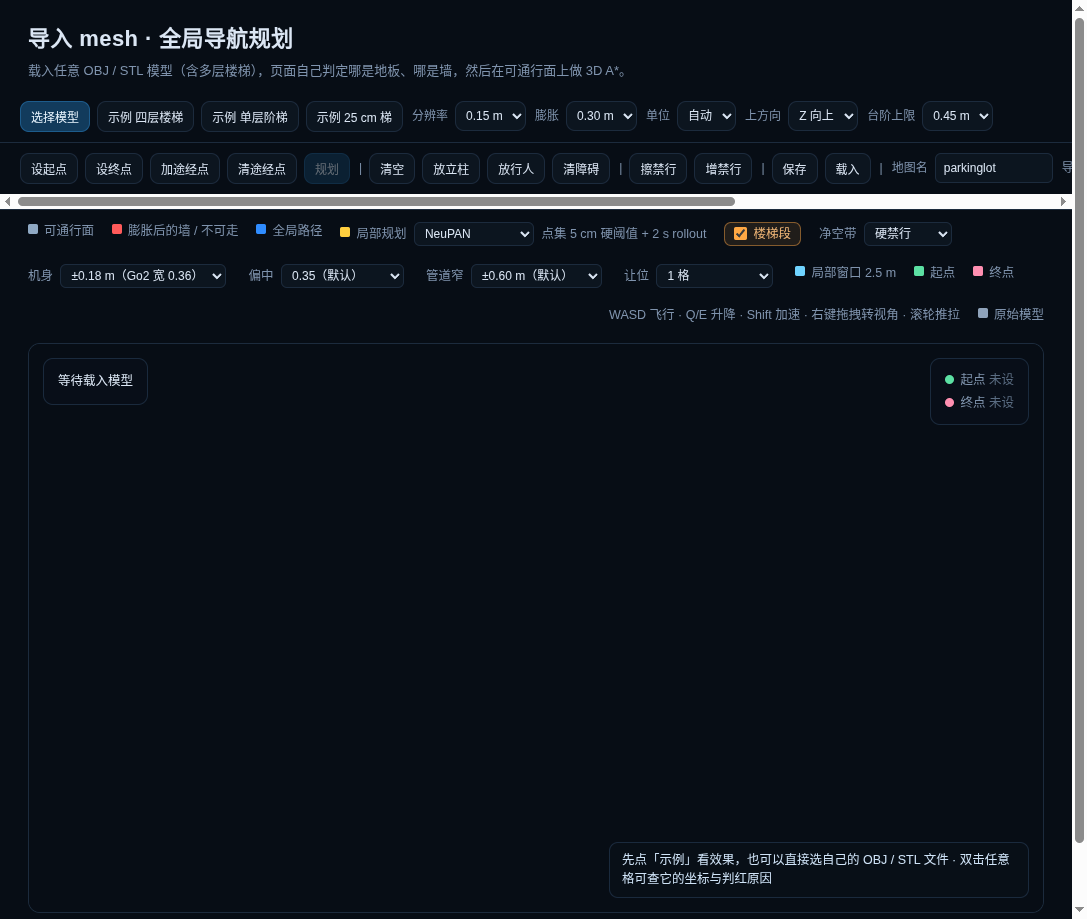 导入 mesh · 全局导航规划
载入任意 OBJ / STL 模型（含多层楼梯），页面自己判定哪是地板、哪是墙，然后在可通行面上做 3D A*。
选择模型 示例 四层楼梯 示例 单层阶梯 示例 25 cm 梯 分辨率 0.15 m 膨胀 0.30 m 单位 自动 上方向 Z 向上 台阶上限 0.45 m
设起点 设终点 加途经点 清途经点 规划 | 清空 放立柱 放行人 清障碍 | 擦禁行 增禁行 | 保存 载入 | 地图名 parkinglot 导
可通行面 膨胀后的墙 / 不可走 全局路径 局部规划 NeuPAN 点集 5 cm 硬阈值 + 2 s rollout 楼梯段 净空带 硬禁行
机身 ±0.18 m（Go2 宽 0.36） 偏中 0.35（默认） 管道窄 ±0.60 m（默认） 让位 1 格 局部窗口 2.5 m 起点 终点
WASD 飞行 · Q/E 升降 · Shift 加速 · 右键拖拽转视角 · 滚轮推拉 原始模型
等待载入模型
起点 未设
终点 未设
先点「示例」看效果，也可以直接选自己的 OBJ / STL 文件 · 双击任意
格可查它的坐标与判红原因